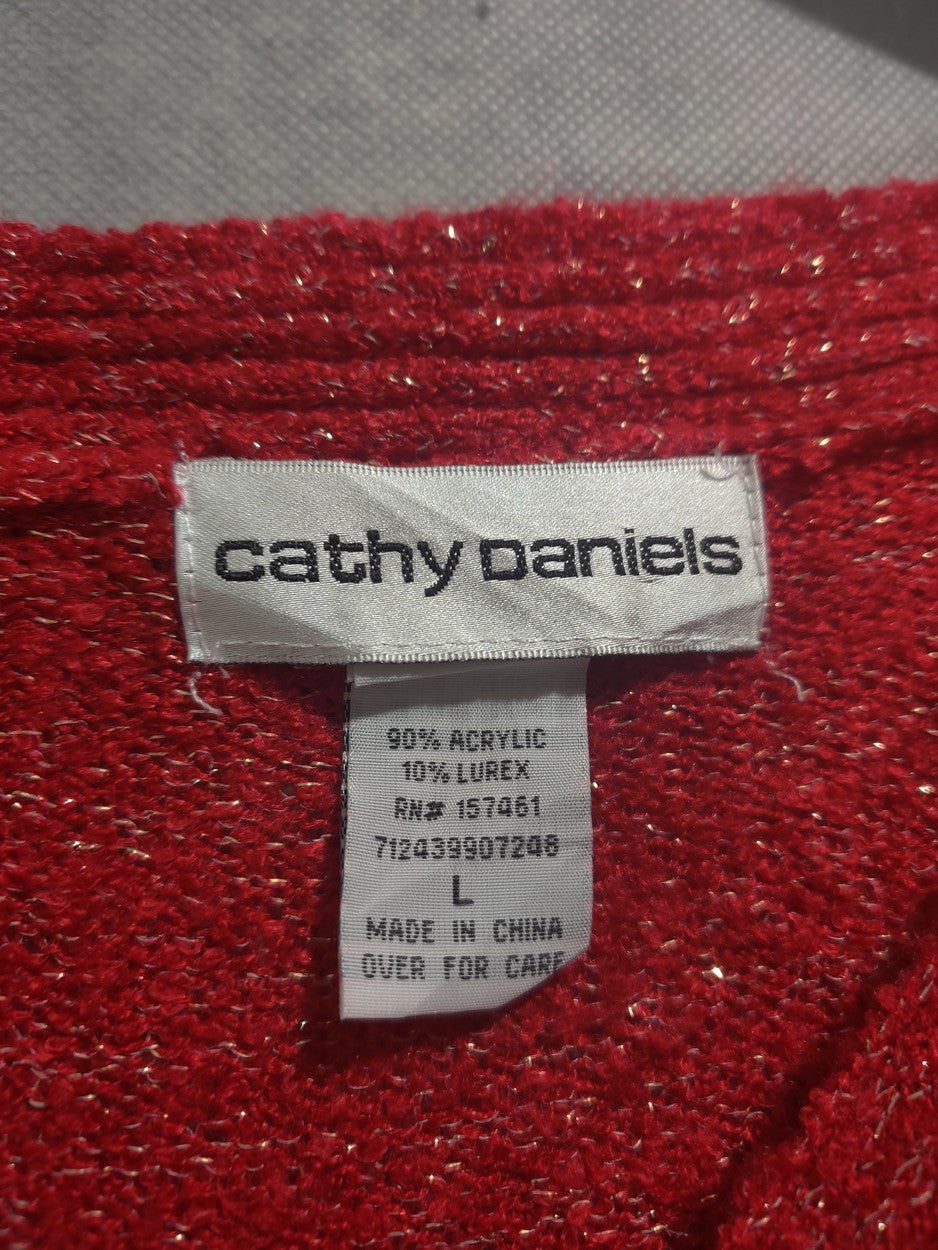 cathy Daniels
90% ACRYLIC
10% LUREX
RN# 157461
712439907248
L
MADE IN CHINA
OVER FOR CARE